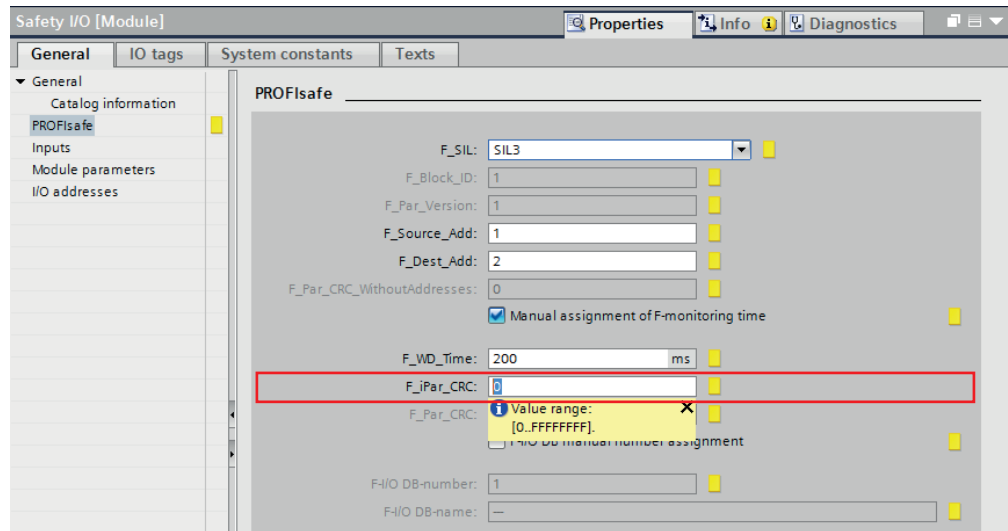 Safety I/O [Module]
Properties
Info
Diagnostics
General
IO tags
System constants
Texts
General
Catalog information
PROFIsafe
Inputs
Module parameters
I/O addresses
PROFIsafe
F_SIL: SIL3
F_Block_ID: 1
F_Par_Version: 1
F_Source_Add: 1
F_Dest_Add: 2
F_Par_CRC_WithoutAddresses: 0
Manual assignment of F-monitoring time
F_WD_Time: 200 ms
F_iPar_CRC: 0
F_Par_CRC:
Value range:
[0..FFFFFFFF].
F-I/O DB manual number assignment
F-I/O DB-number: 1
F-I/O DB-name: —